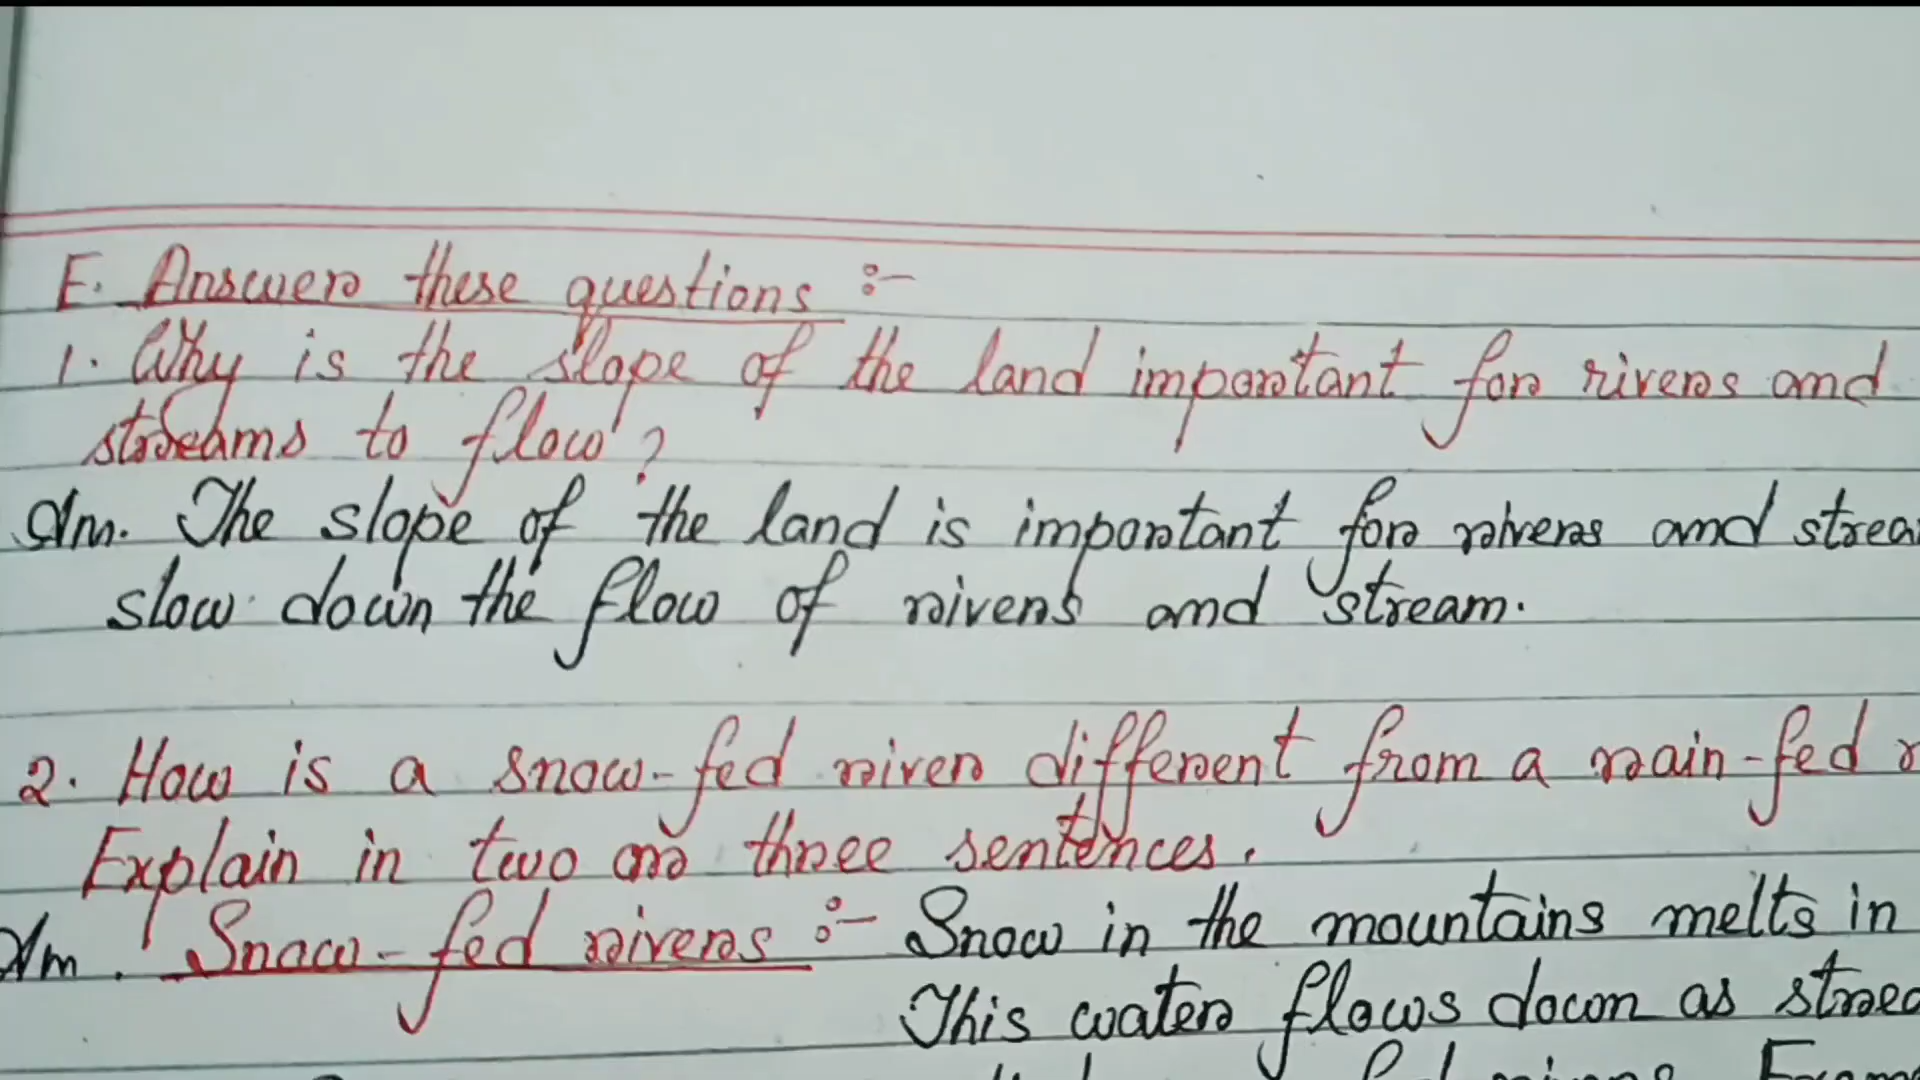 E. Answer these questions :-
1. Why is the slope of the land important for rivers and
streams to flow?
Ans. The slope of the land is important for rivers and
slow down the flow of rivers and stream.
2. How is a snow-fed river different from a rain-fed
Explain in two or three sentences.
Ans. Snow-fed rivers :- Snow in the mountains melts in
This water flows down as